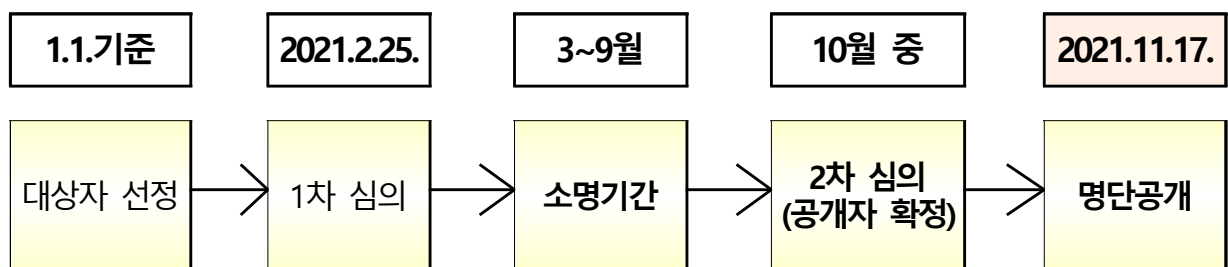 1.1.기준
2021.2.25.
3~9월
10월 중
2021.11.17.
대상자 선정
1차 심의
소명기간
2차 심의
(공개자 확정)
명단공개